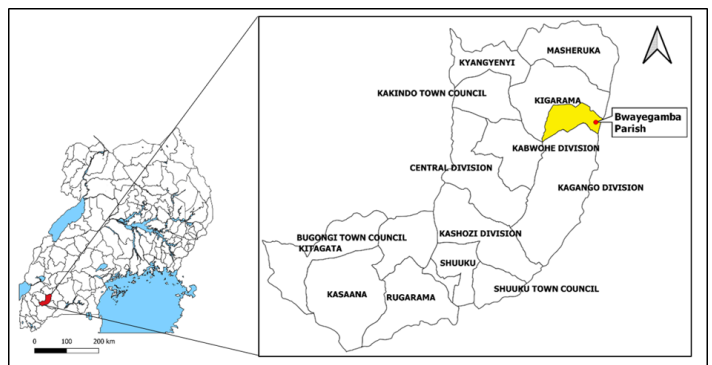 MASHERUKA
KYANGYENYI
KAKINDO TOWN COUNCIL
KIGARAMA
Bwayegamba
Parish
KABWOHE DIVISION
CENTRAL DIVISION
KAGANGO DIVISION
BUGONGI TOWN COUNCIL
KASHOZI DIVISION
KITAGATA
SHUUKU
SHUUKU TOWN COUNCIL
KASAANA
RUGARAMA
0 100 200 km